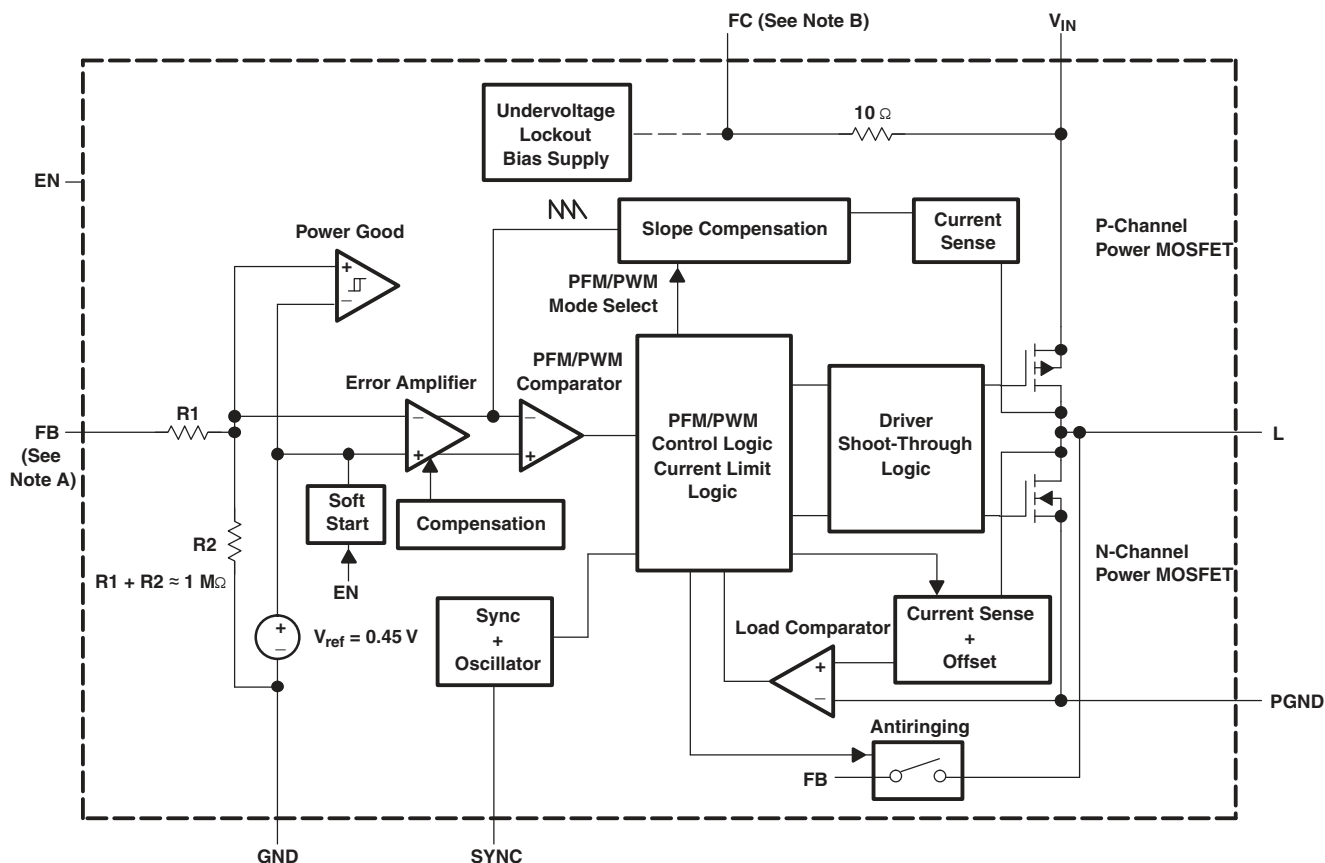 FC (See Note B)
V_IN
Undervoltage
Lockout
Bias Supply
10 Ω
EN
Power Good
+
−
Slope Compensation
Current
Sense
P-Channel
Power MOSFET
PFM/PWM
Mode Select
PFM/PWM
Comparator
Error Amplifier
R1
FB
(See
Note A)
−
+
−
+
PFM/PWM
Control Logic
Current Limit
Logic
Driver
Shoot-Through
Logic
L
Soft
Start
Compensation
R2
R1 + R2 ≈ 1 MΩ
EN
N-Channel
Power MOSFET
+
−
V_ref = 0.45 V
Sync
+
Oscillator
Load Comparator
Current Sense
+
Offset
+
−
PGND
Antiringing
FB
GND
SYNC